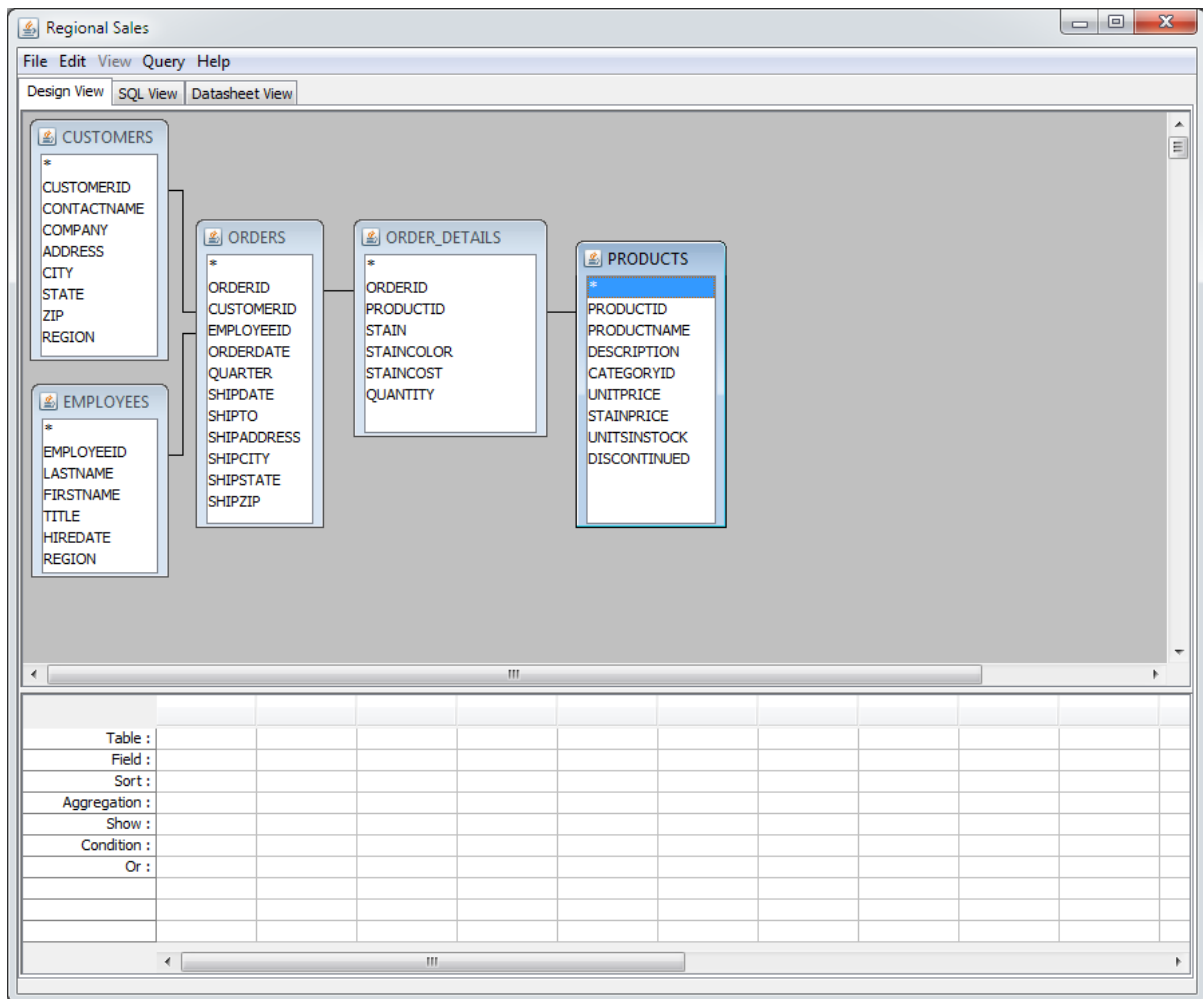 Regional Sales
File Edit View Query Help
Design View SQL View Datasheet View
CUSTOMERS
*
CUSTOMERID
CONTACTNAME
COMPANY
ADDRESS
CITY
STATE
ZIP
REGION
EMPLOYEES
*
EMPLOYEEID
LASTNAME
FIRSTNAME
TITLE
HIREDATE
REGION
ORDERS
*
ORDERID
CUSTOMERID
EMPLOYEEID
ORDERDATE
QUARTER
SHIPDATE
SHIPTO
SHIPADDRESS
SHIPCITY
SHIPSTATE
SHIPZIP
ORDER_DETAILS
*
ORDERID
PRODUCTID
STAIN
STAINCOLOR
STAINCOST
QUANTITY
PRODUCTS
*
PRODUCTID
PRODUCTNAME
DESCRIPTION
CATEGORYID
UNITPRICE
STAINPRICE
UNITSINSTOCK
DISCONTINUED
Table :
Field :
Sort :
Aggregation :
Show :
Condition :
Or :